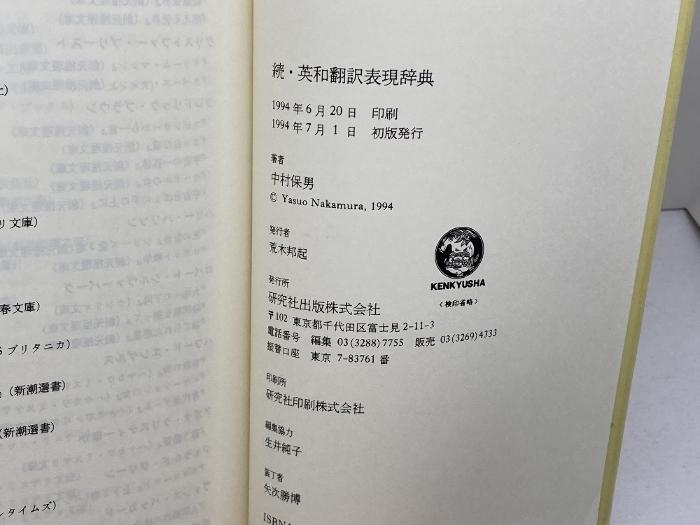 続・英和翻訳表現辞典
1994年6月20日 印刷
1994年7月1日 初版発行
著者
中村保男
© Yasuo Nakamura, 1994
発行者
荒木邦起
発行所
研究社出版株式会社
〒102 東京都千代田区富士見2-11-3
電話番号 編集 03(3288)7755 販売 03(3269)4333
振替口座 東京 7-83761番
印刷所
研究社印刷株式会社
編集協力
生井純子
装丁者
矢次勝博
KENKYUSHA
〈検印省略〉
リ文庫)
春文庫)
ブリタニカ)
(新潮選書)
(新潮選書)
ンタイムズ)